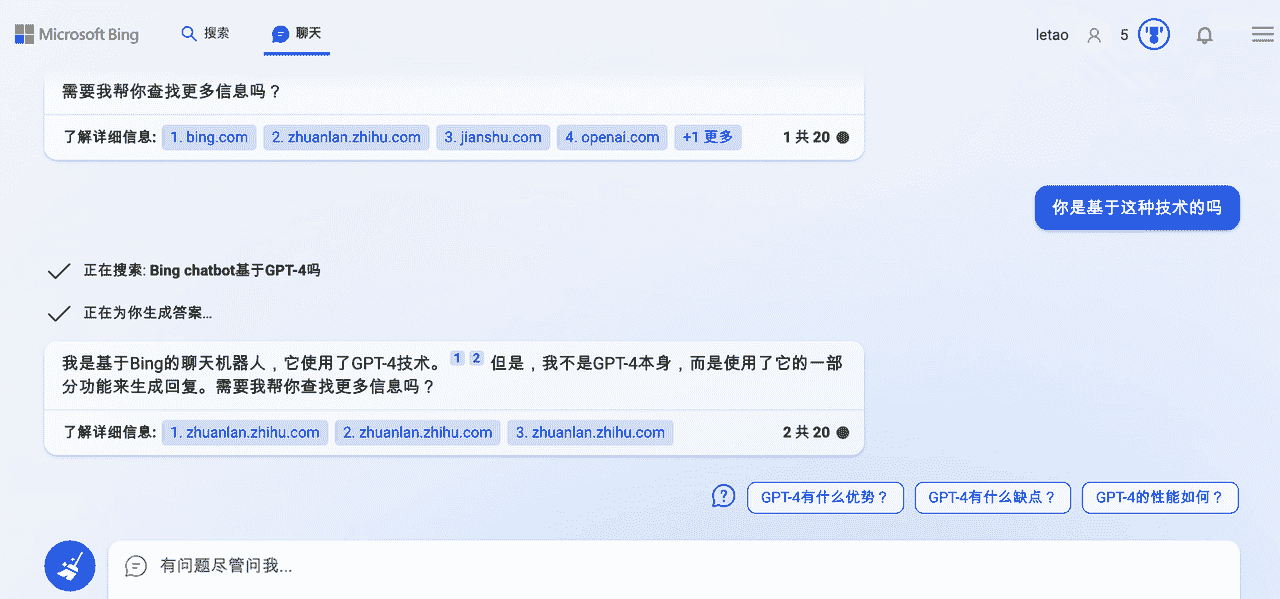 Microsoft Bing 搜索 聊天 letao 5
需要我帮你查找更多信息吗？
了解详细信息: 1. bing.com 2. zhuanlan.zhihu.com 3. jianshu.com 4. openai.com +1 更多 1 共 20
你是基于这种技术的吗
正在搜索: Bing chatbot基于GPT-4吗
正在为你生成答案...
我是基于Bing的聊天机器人，它使用了GPT-4技术。 1 2 但是，我不是GPT-4本身，而是使用了它的一部
分功能来生成回复。需要我帮你查找更多信息吗？
了解详细信息: 1. zhuanlan.zhihu.com 2. zhuanlan.zhihu.com 3. zhuanlan.zhihu.com 2 共 20
GPT-4有什么优势？ GPT-4有什么缺点？ GPT-4的性能如何？
有问题尽管问我...